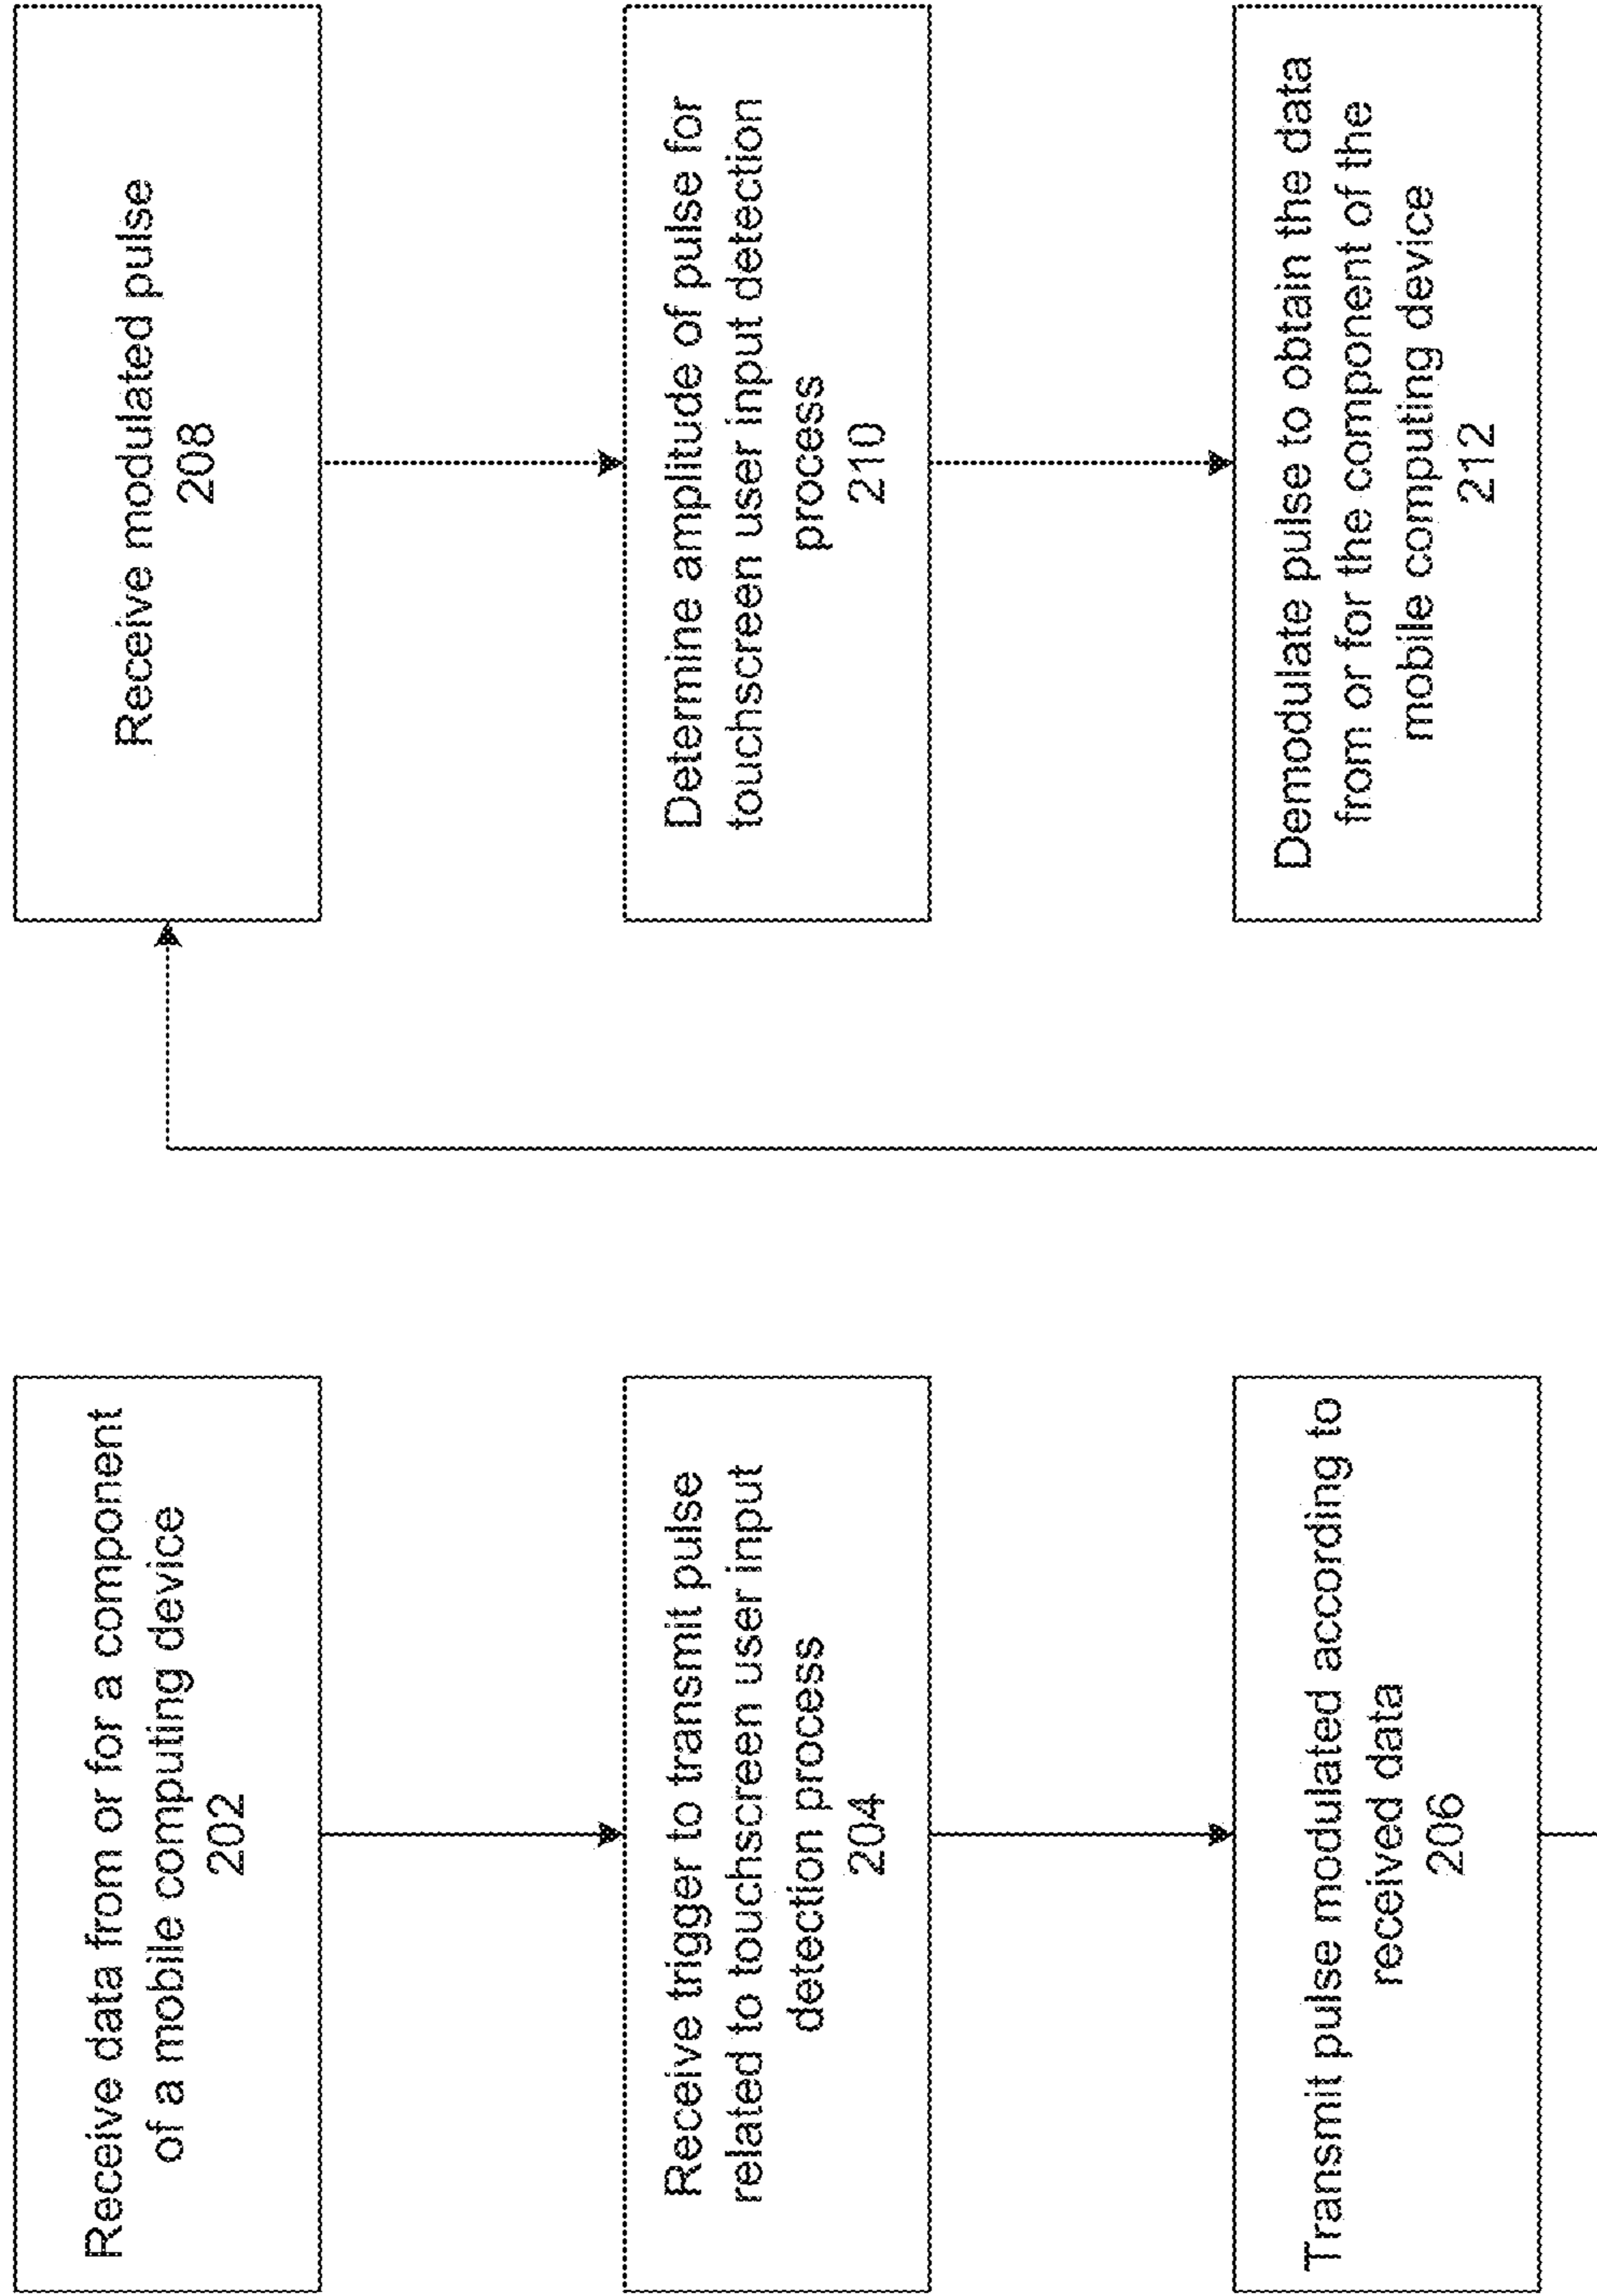 Receive data from or for a component
of a mobile computing device
202
Receive trigger to transmit pulse
related to touchscreen user input
detection process
204
Transmit pulse modulated according to
received data
206
Receive modulated pulse
208
Determine amplitude of pulse for
touchscreen user input detection
process
210
Demodulate pulse to obtain the data
from or for the component of the
mobile computing device
212